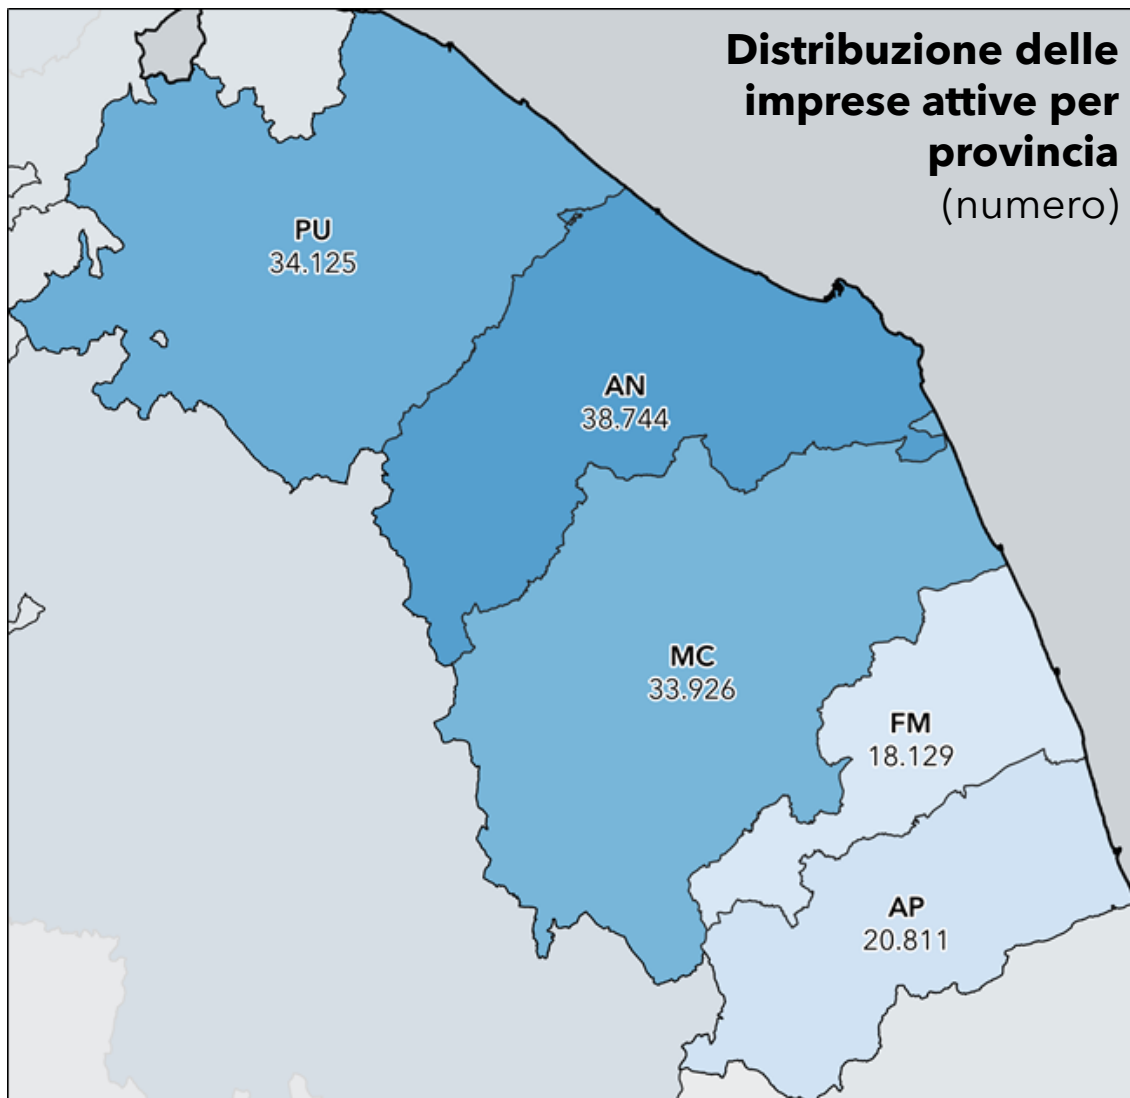 Distribuzione delle
imprese attive per
provincia
(numero)
PU
34.125
AN
38.744
MC
33.926
FM
18.129
AP
20.811